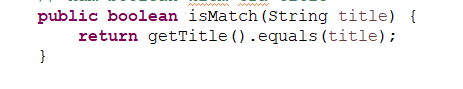 public boolean isMatch(String title) {
    return getTitle().equals(title);
}